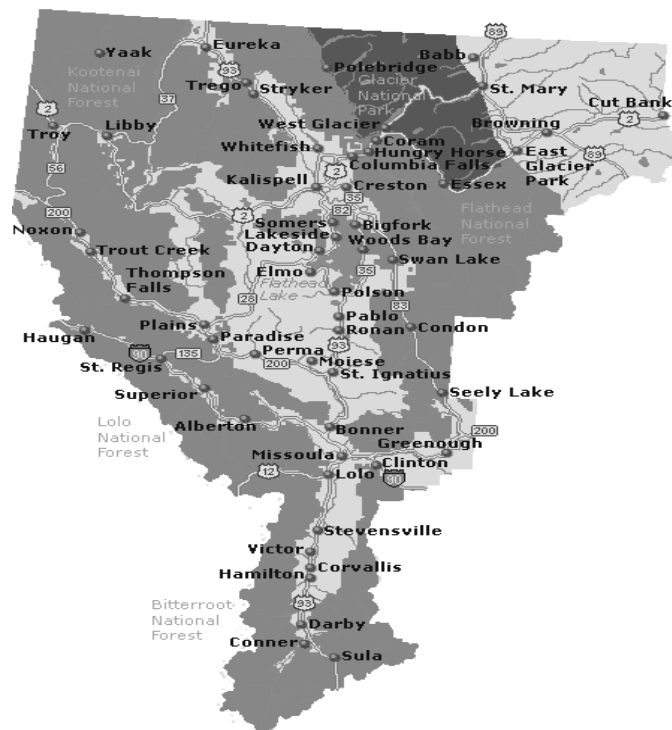 89
Yaak
Eureka
Babb
Kootenai
National
Forest
93
Polebridge
Glacier
National
Park
Trego
Stryker
St. Mary
37
2
Cut Bank
2
Troy
Libby
West Glacier
Browning
Coram
Whitefish
Hungry Horse
Columbia Falls
East
Glacier
Park
89
56
2
Kalispell
Creston
Essex
35
200
2
82
Flathead
National
Forest
Noxon
Somers
Bigfork
Lakeside
Woods Bay
Trout Creek
Dayton
Swan Lake
Thompson
Falls
Elmo
Flathead
Lake
35
Polson
28
83
Plains
Pablo
Haugan
Ronan
Condon
Paradise
90
135
93
Perma
Moiese
St. Regis
200
St. Ignatius
Superior
Seely Lake
Lolo
National
Forest
Alberton
Bonner
200
Greenough
Missoula
Clinton
12
Lolo
90
Stevensville
Victor
Corvallis
Hamilton
Bitterroot
National
Forest
93
Darby
Conner
Sula